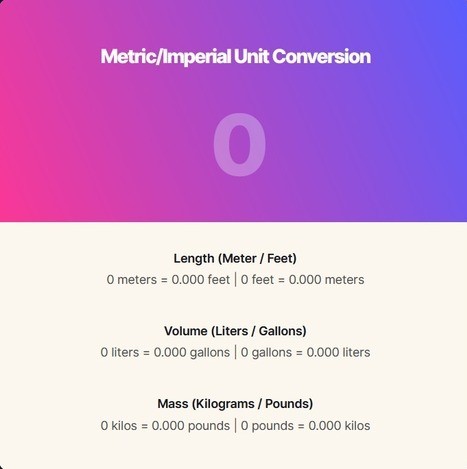 Metric/Imperial Unit Conversion
0
Length (Meter / Feet)
0 meters = 0.000 feet | 0 feet = 0.000 meters
Volume (Liters / Gallons)
0 liters = 0.000 gallons | 0 gallons = 0.000 liters
Mass (Kilograms / Pounds)
0 kilos = 0.000 pounds | 0 pounds = 0.000 kilos